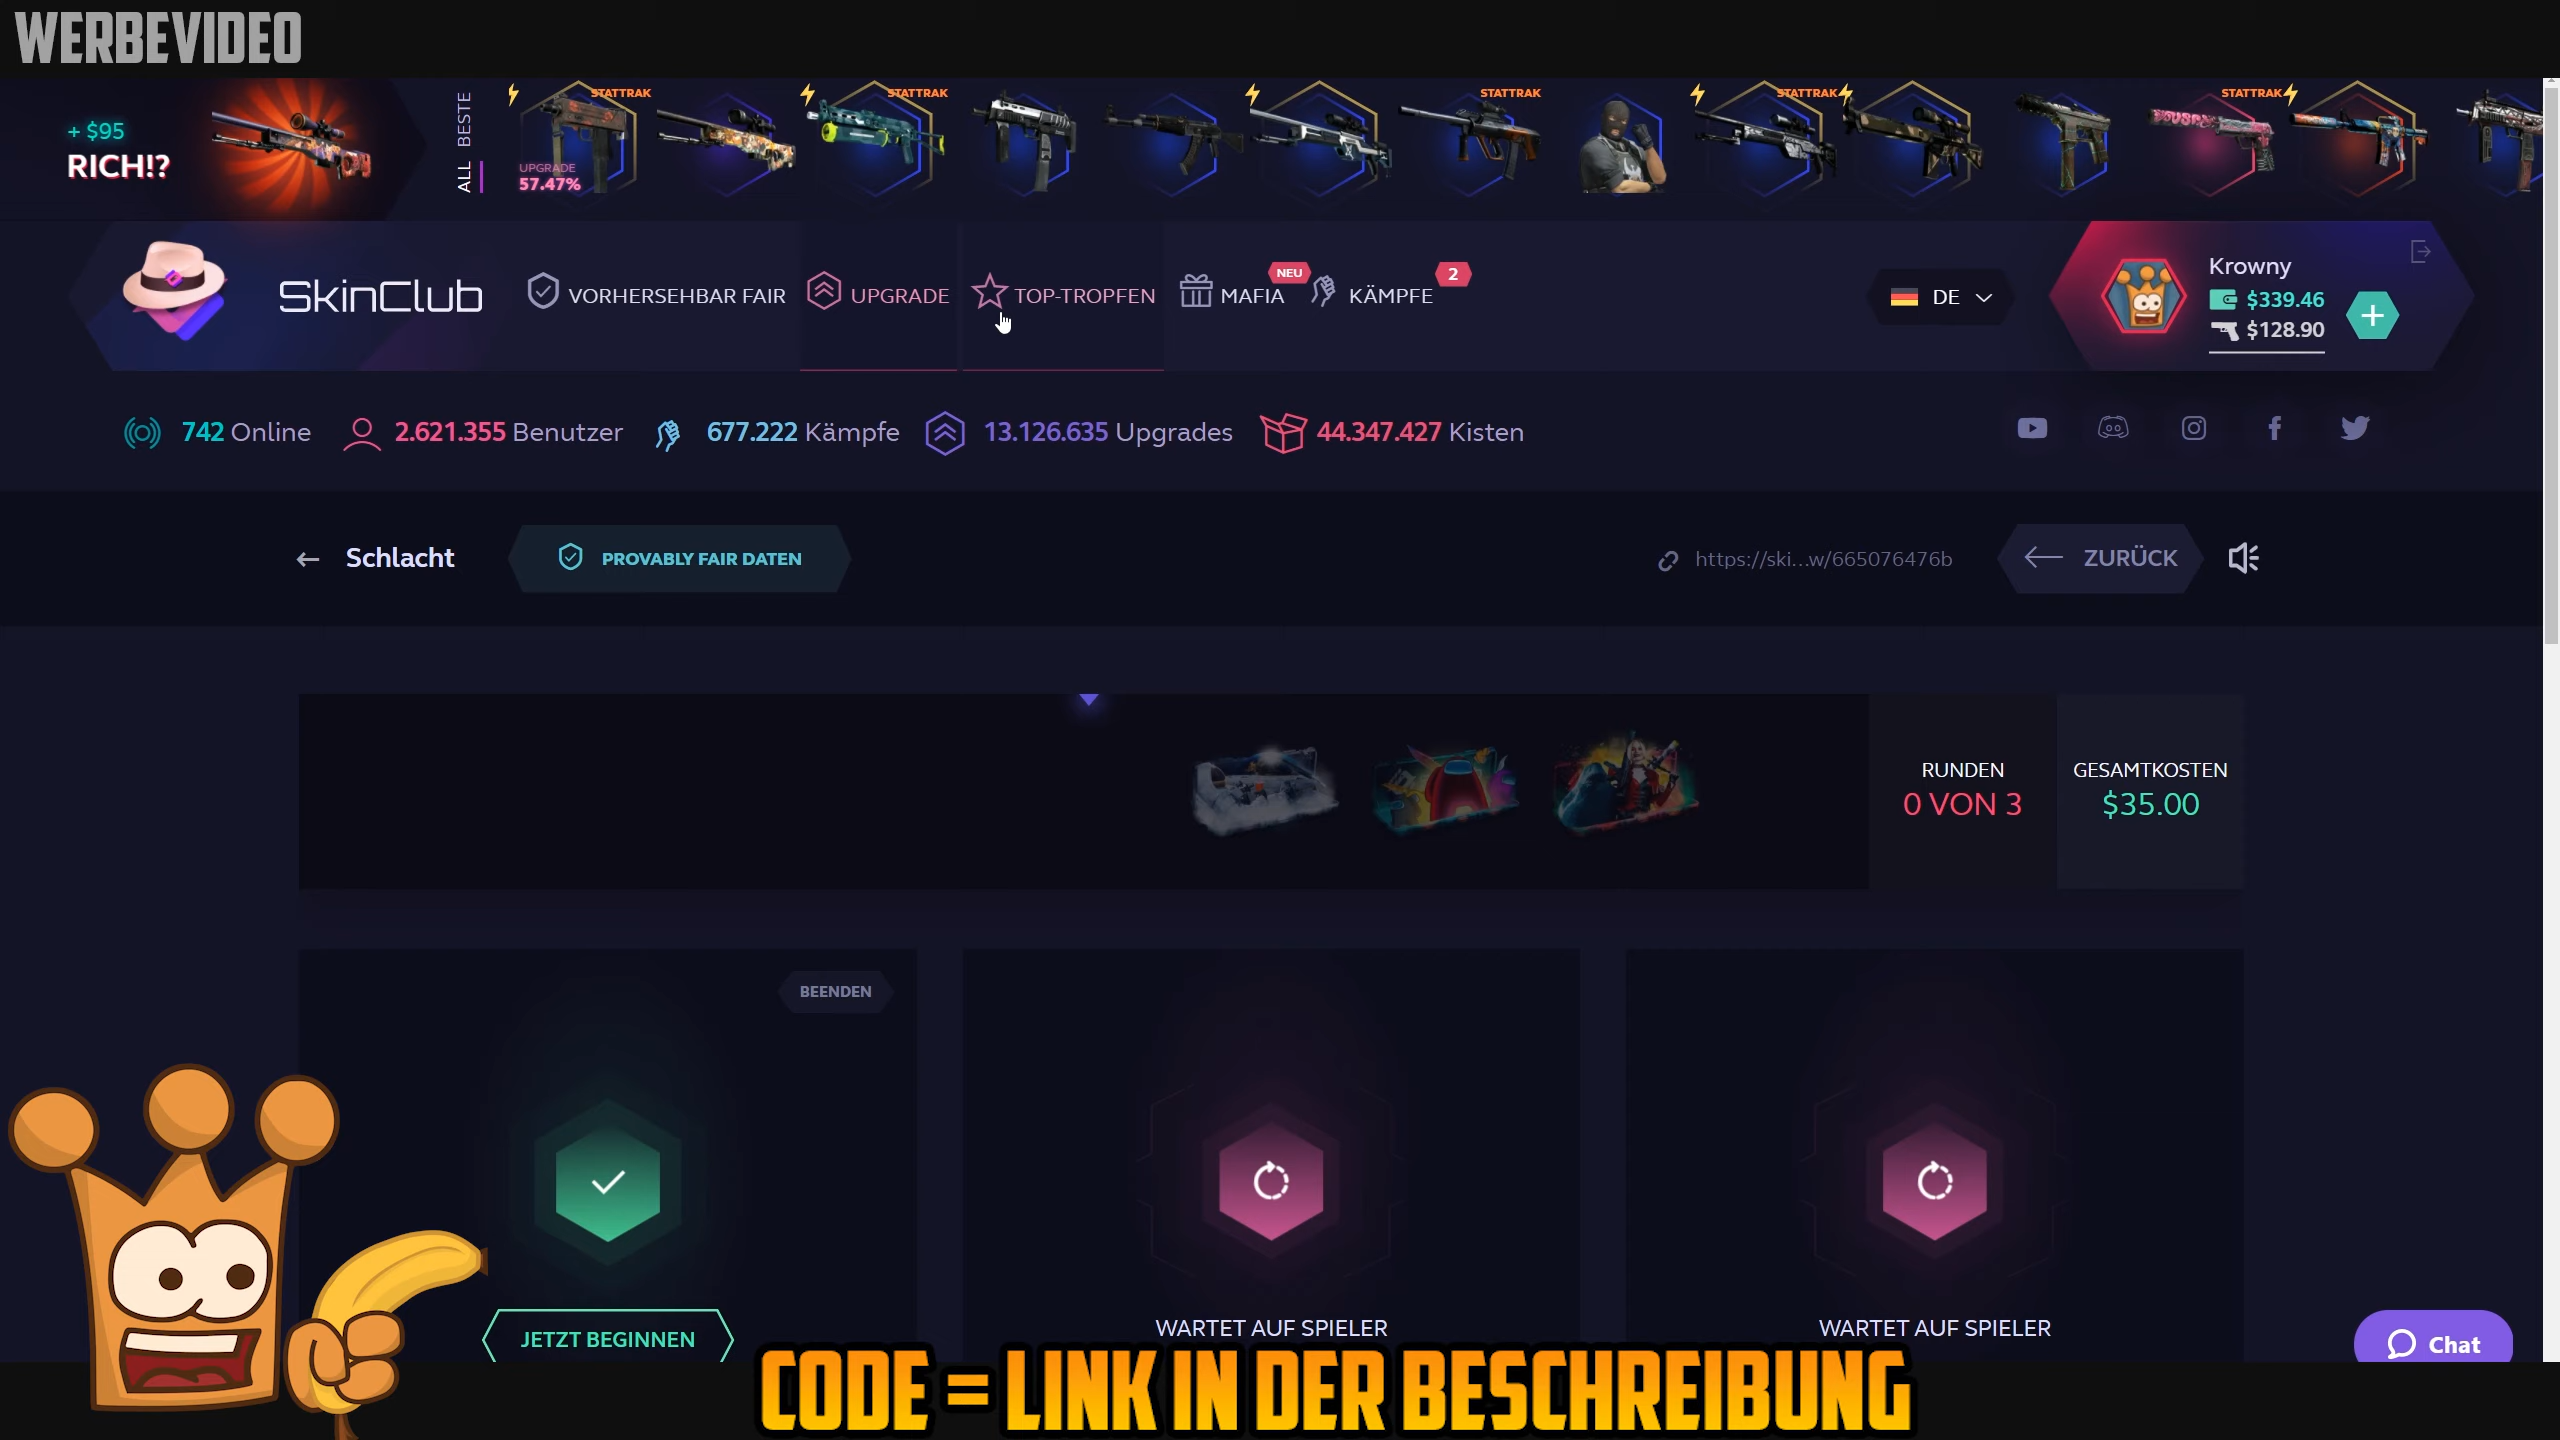 WERBEVIDEO
+ $95
RICH!?
ALL BESTE
UPGRADE
57.47%
STATTRAK
STATTRAK
STATTRAK
STATTRAK
STATTRAK
SkinClub
VORHERSEHBAR FAIR
UPGRADE
TOP-TROPFEN
MAFIA
NEU
KÄMPFE
2
DE
Krowny
$339.46
$128.90
742 Online
2.621.355 Benutzer
677.222 Kämpfe
13.126.635 Upgrades
44.347.427 Kisten
← Schlacht
PROVABLY FAIR DATEN
https://ski...w/665076476b
ZURÜCK
RUNDEN
0 VON 3
GESAMTKOSTEN
$35.00
BEENDEN
JETZT BEGINNEN
WARTET AUF SPIELER
WARTET AUF SPIELER
Chat
CODE = LINK IN DER BESCHREIBUNG